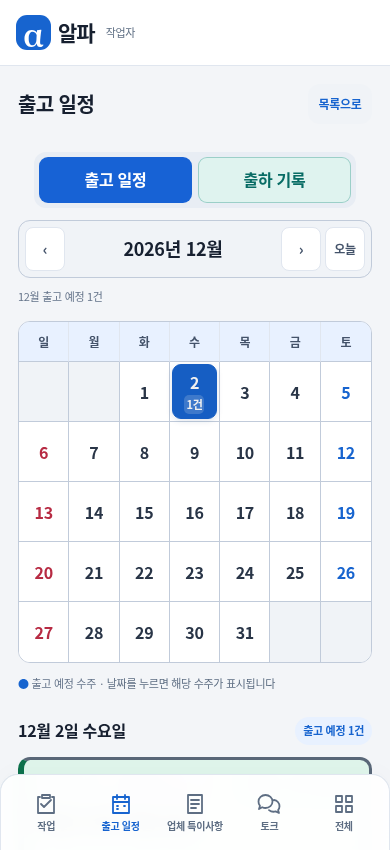 α 알파 작업자
출고 일정 목록으로
출고 일정 출하 기록
‹ 2026년 12월 › 오늘
12월 출고 예정 1건
일 월 화 수 목 금 토
1 2 3 4 5
1건
6 7 8 9 10 11 12
13 14 15 16 17 18 19
20 21 22 23 24 25 26
27 28 29 30 31
출고 예정 수주 · 날짜를 누르면 해당 수주가 표시됩니다
12월 2일 수요일 출고 예정 1건
작업 출고 일정 업체 특이사항 토크 전체